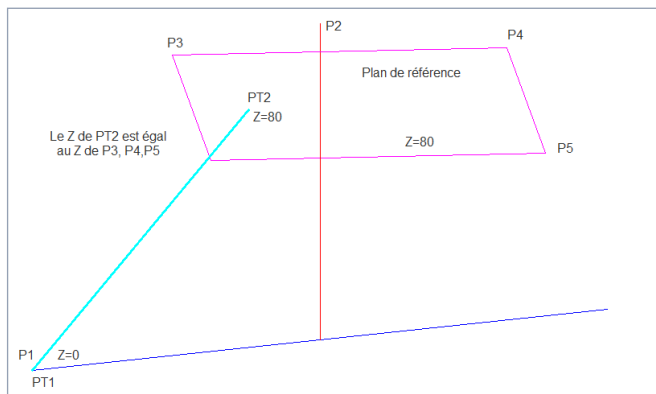 P2
P3
P4
Plan de référence
PT2
Z=80
Le Z de PT2 est égal
au Z de P3, P4,P5
Z=80
P5
P1
Z=0
PT1